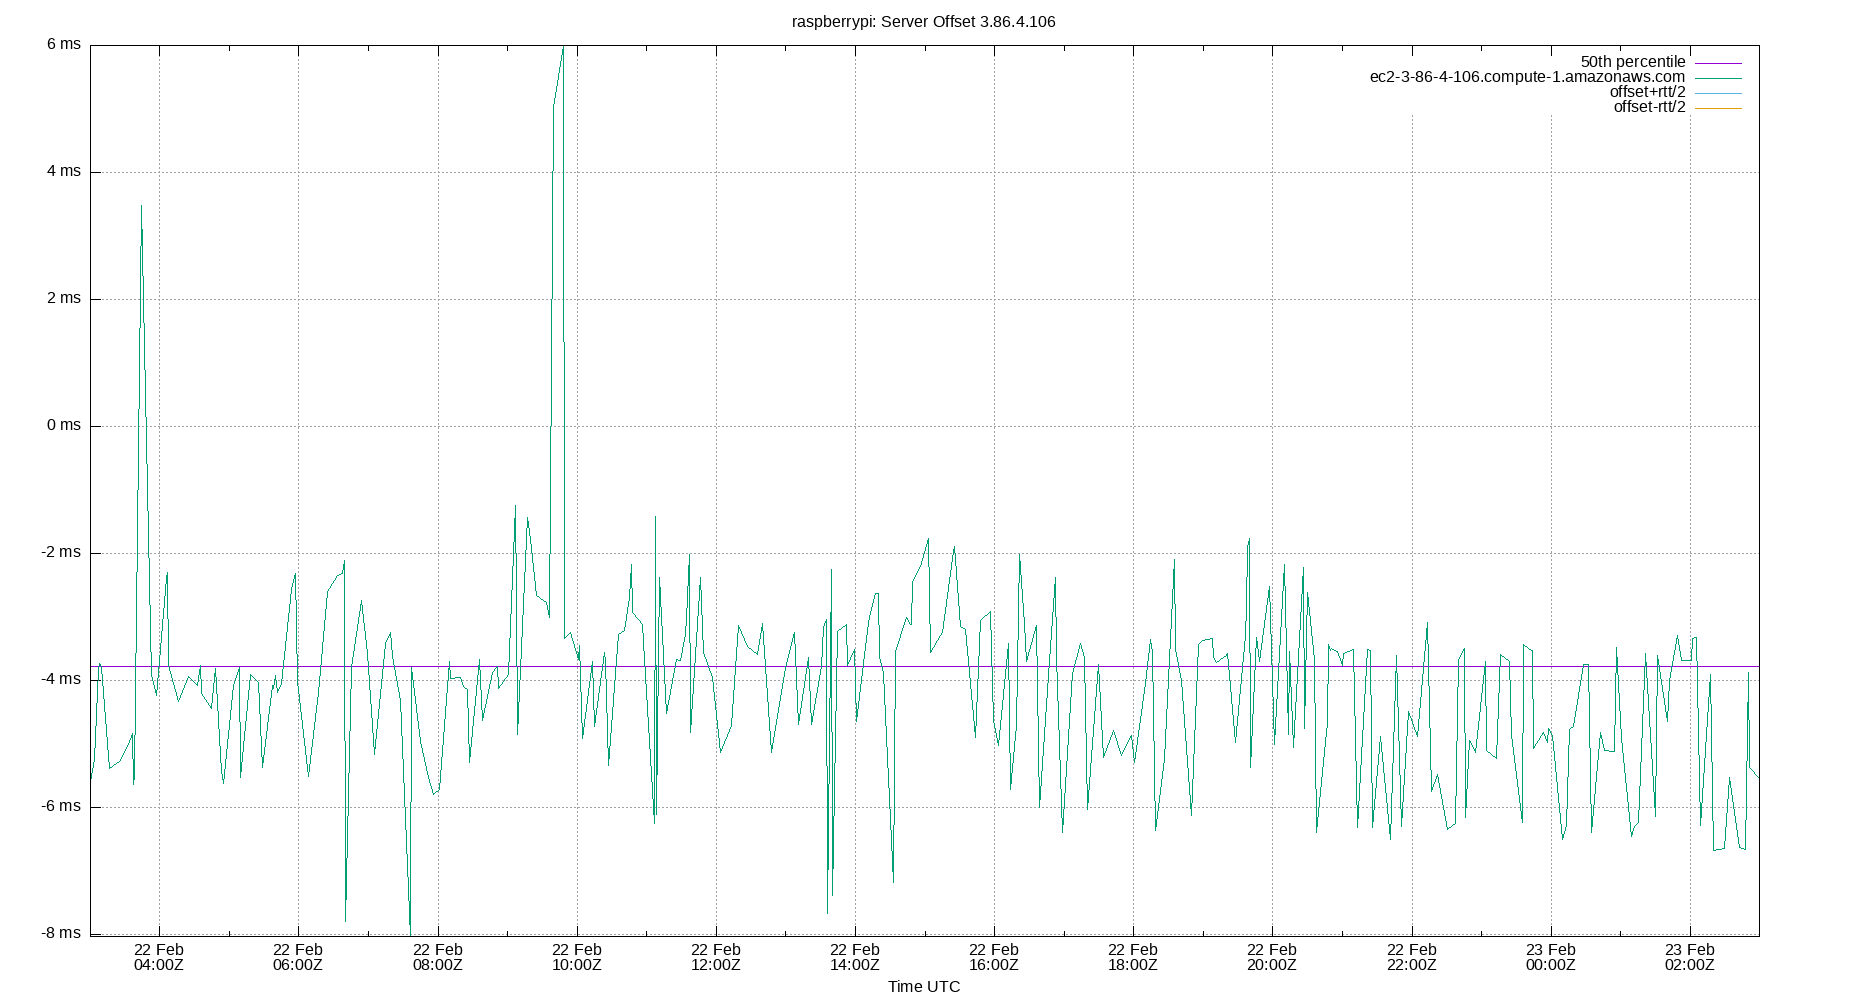 raspberrypi: Server Offset 3.86.4.106
6 ms
4 ms
2 ms
0 ms
-2 ms
-4 ms
-6 ms
-8 ms
50th percentile
ec2-3-86-4-106.compute-1.amazonaws.com
offset+rtt/2
offset-rtt/2
22 Feb 22 Feb 22 Feb 22 Feb 22 Feb 22 Feb 22 Feb 22 Feb 22 Feb 22 Feb 23 Feb 23 Feb
04:00Z 06:00Z 08:00Z 10:00Z 12:00Z 14:00Z 16:00Z 18:00Z 20:00Z 22:00Z 00:00Z 02:00Z
Time UTC